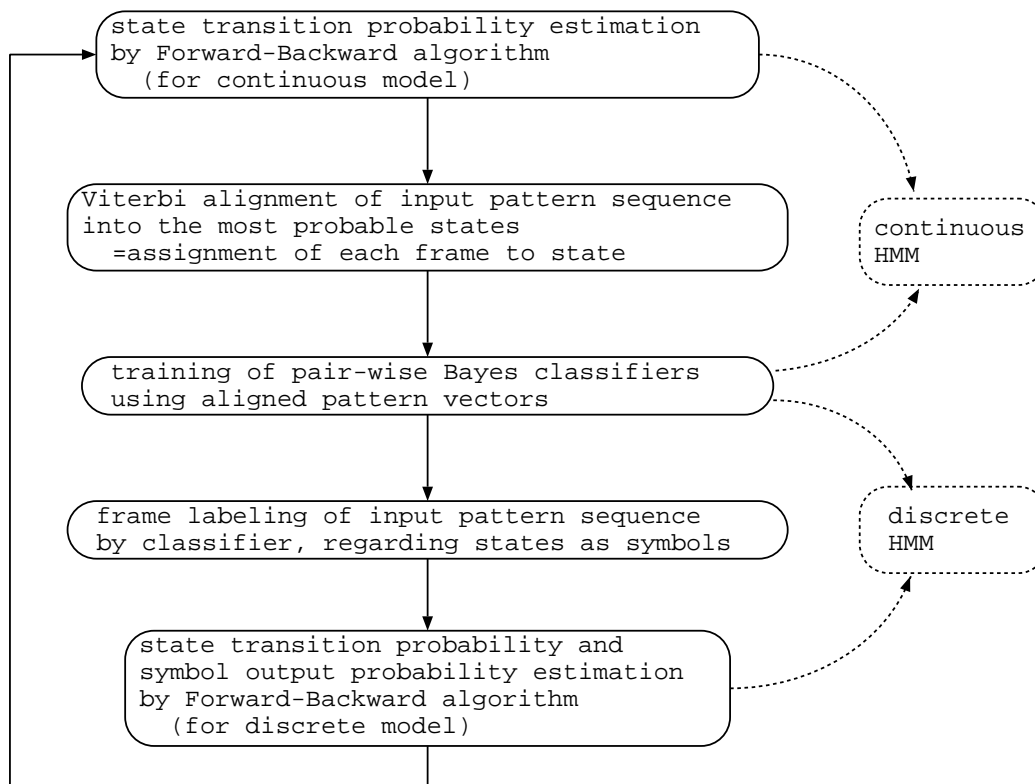 state transition probability estimation
by Forward-Backward algorithm
(for continuous model)
Viterbi alignment of input pattern sequence
into the most probable states
=assignment of each frame to state
continuous
HMM
training of pair-wise Bayes classifiers
using aligned pattern vectors
frame labeling of input pattern sequence
by classifier, regarding states as symbols
discrete
HMM
state transition probability and
symbol output probability estimation
by Forward-Backward algorithm
(for discrete model)